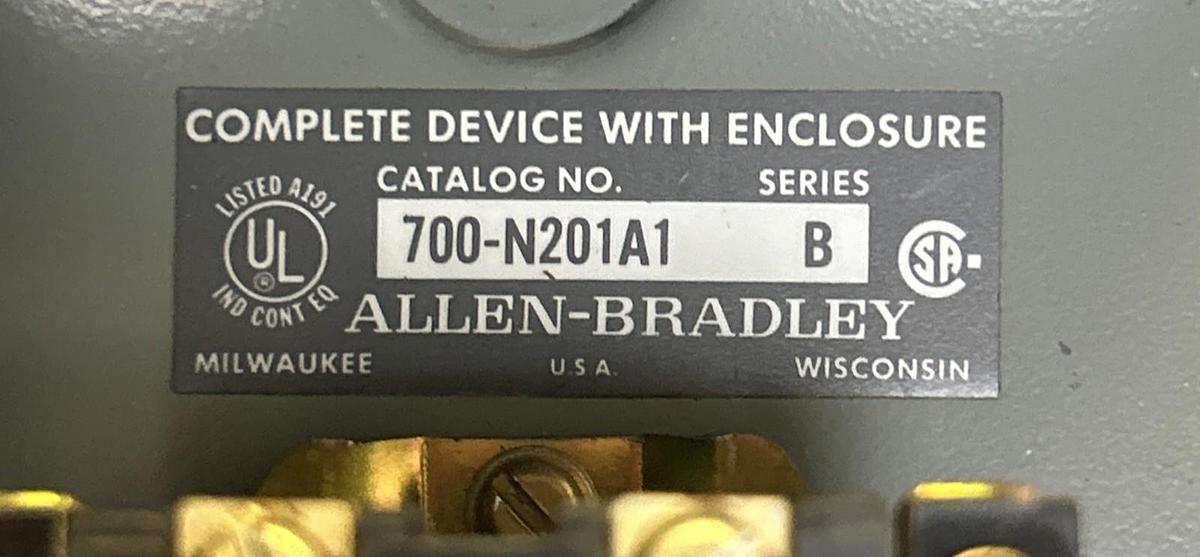 COMPLETE DEVICE WITH ENCLOSURE
CATALOG NO. SERIES
LISTED A191
UL
®
IND CONT EQ
700-N201A1 B
SA
ALLEN-BRADLEY
MILWAUKEE U.S.A. WISCONSIN